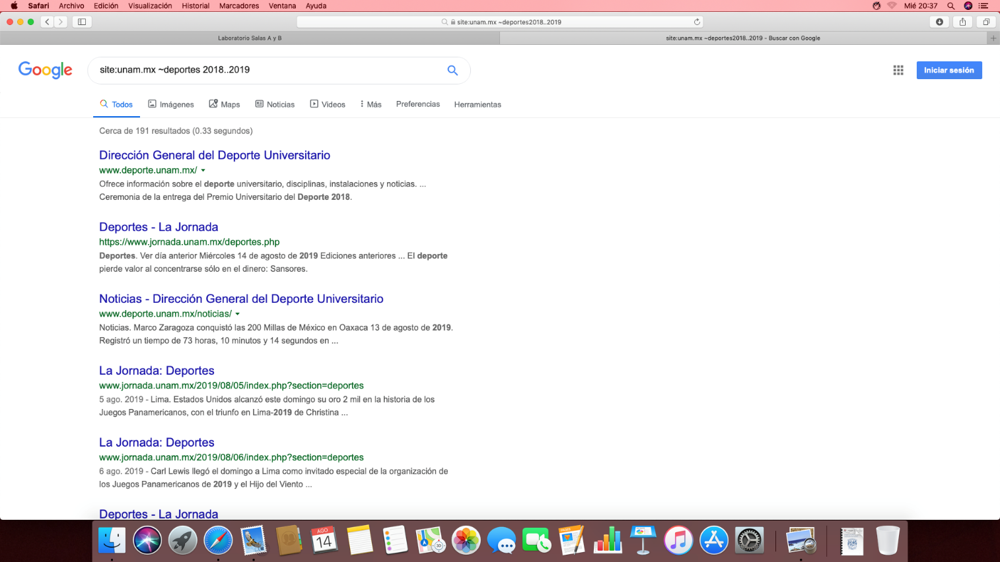 Safari Archivo Edición Visualización Historial Marcadores Ventana Ayuda Mié 20:37
site:unam.mx ~deportes2018..2019
Laboratorio Salas A y B
site:unam.mx ~deportes2018..2019 - Buscar con Google
Google
site:unam.mx ~deportes 2018..2019
Iniciar sesión
Todos Imágenes Maps Noticias Videos Más Preferencias Herramientas
Cerca de 191 resultados (0.33 segundos)
Dirección General del Deporte Universitario
www.deporte.unam.mx/
Ofrece información sobre el deporte universitario, disciplinas, instalaciones y noticias. ...
Ceremonia de la entrega del Premio Universitario del Deporte 2018.
Deportes - La Jornada
https://www.jornada.unam.mx/deportes.php
Deportes. Ver día anterior Miércoles 14 de agosto de 2019 Ediciones anteriores ... El deporte
pierde valor al concentrarse sólo en el dinero: Sansores.
Noticias - Dirección General del Deporte Universitario
www.deporte.unam.mx/noticias/
Noticias. Marco Zaragoza conquistó las 200 Millas de México en Oaxaca 13 de agosto de 2019.
Registró un tiempo de 73 horas, 10 minutos y 14 segundos en ...
La Jornada: Deportes
www.jornada.unam.mx/2019/08/05/index.php?section=deportes
5 ago. 2019 - Lima. Estados Unidos alcanzó este domingo su oro 2 mil en la historia de los
Juegos Panamericanos, con el triunfo en Lima-2019 de Christina ...
La Jornada: Deportes
www.jornada.unam.mx/2019/08/06/index.php?section=deportes
6 ago. 2019 - Carl Lewis llegó el domingo a Lima como invitado especial de la organización de
los Juegos Panamericanos de 2019 y el Hijo del Viento ...
Deportes - La Jornada
AGO
14
3D